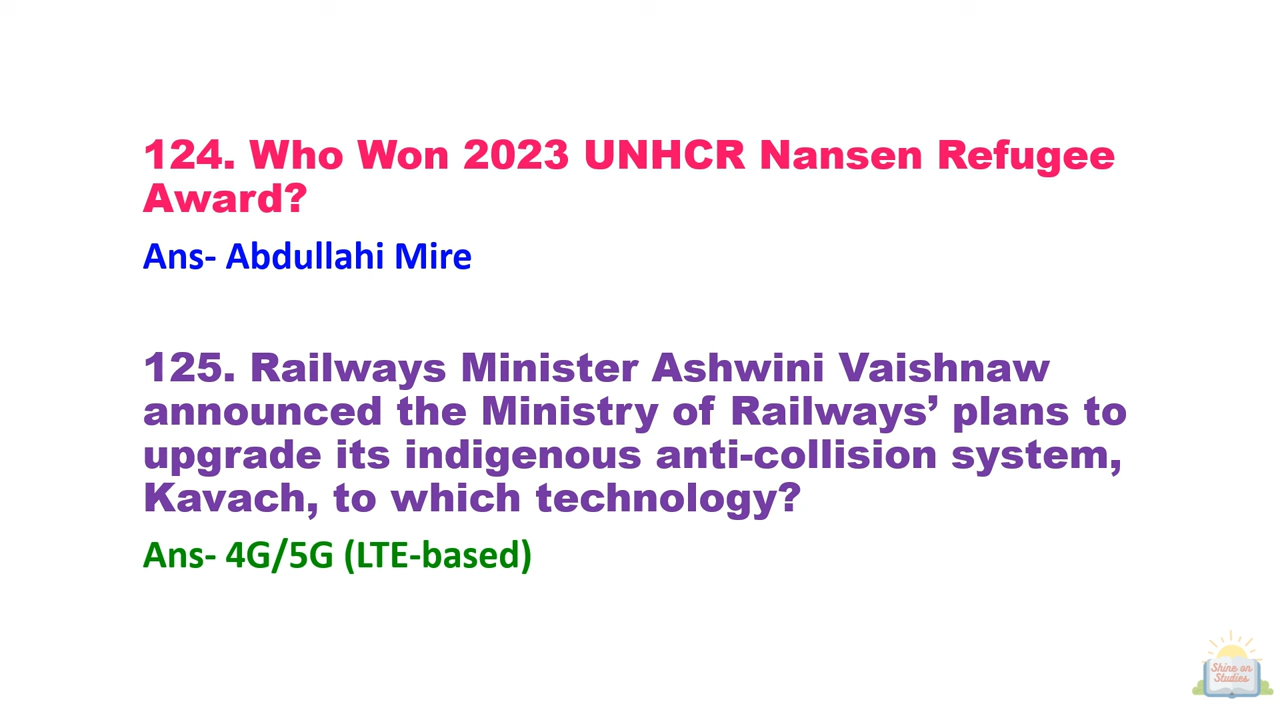 124. Who Won 2023 UNHCR Nansen Refugee
Award?
Ans- Abdullahi Mire
125. Railways Minister Ashwini Vaishnaw
announced the Ministry of Railways’ plans to
upgrade its indigenous anti-collision system,
Kavach, to which technology?
Ans- 4G/5G (LTE-based)
Shine on
Studies